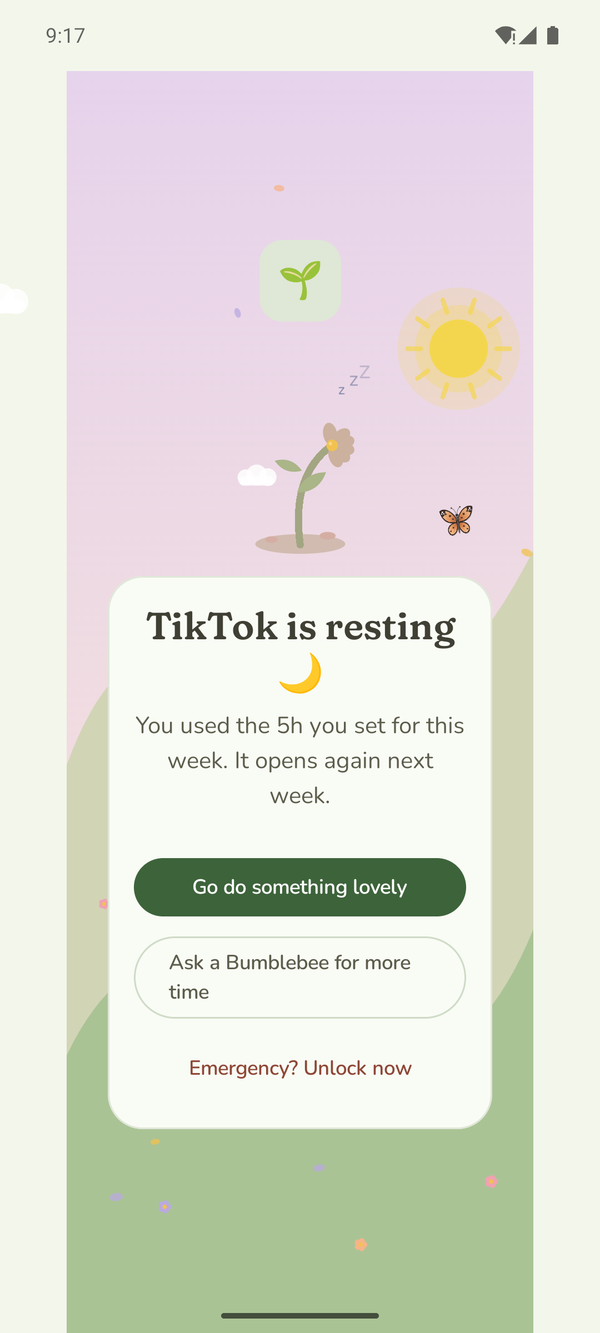 9:17
z z Z
TikTok is resting
🌙
You used the 5h you set for this
week. It opens again next
week.
Go do something lovely
Ask a Bumblebee for more
time
Emergency? Unlock now